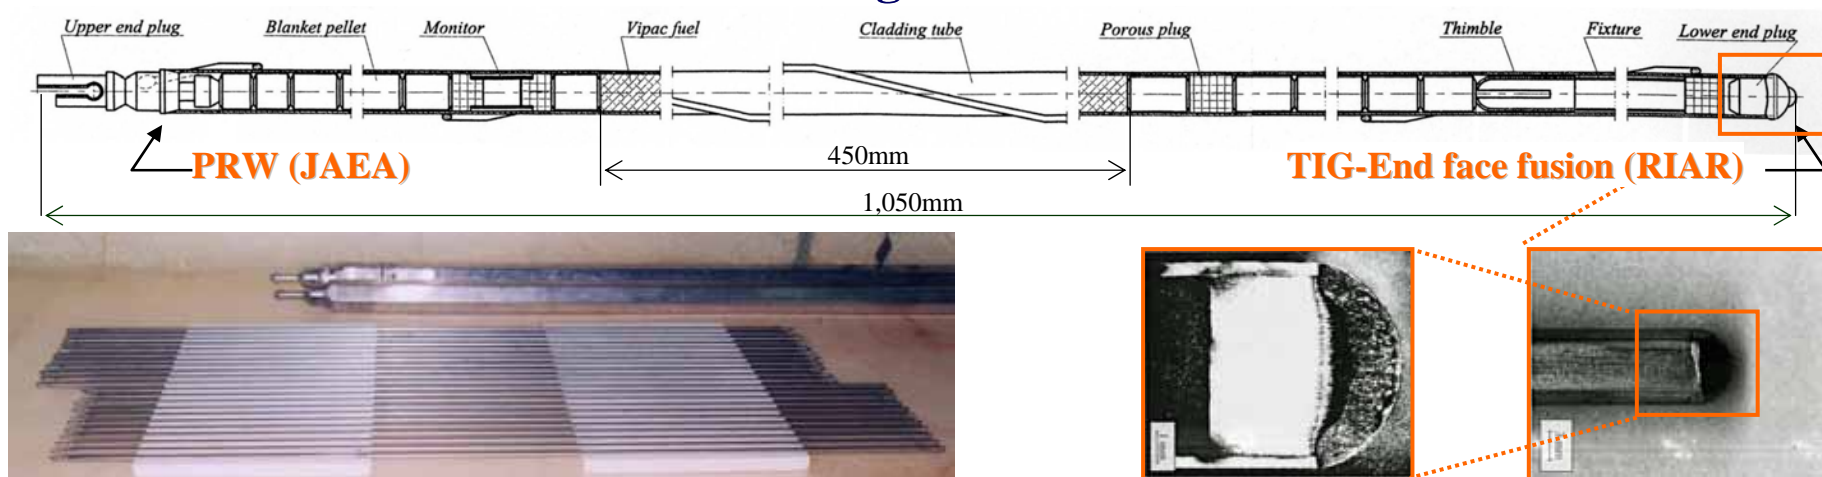 Upper end plug
Blanket pellet
Monitor
Vipac fuel
Cladding tube
Porous plug
Thimble
Fixture
Lower end plug
PRW (JAEA)
450mm
TIG-End face fusion (RIAR)
1,050mm